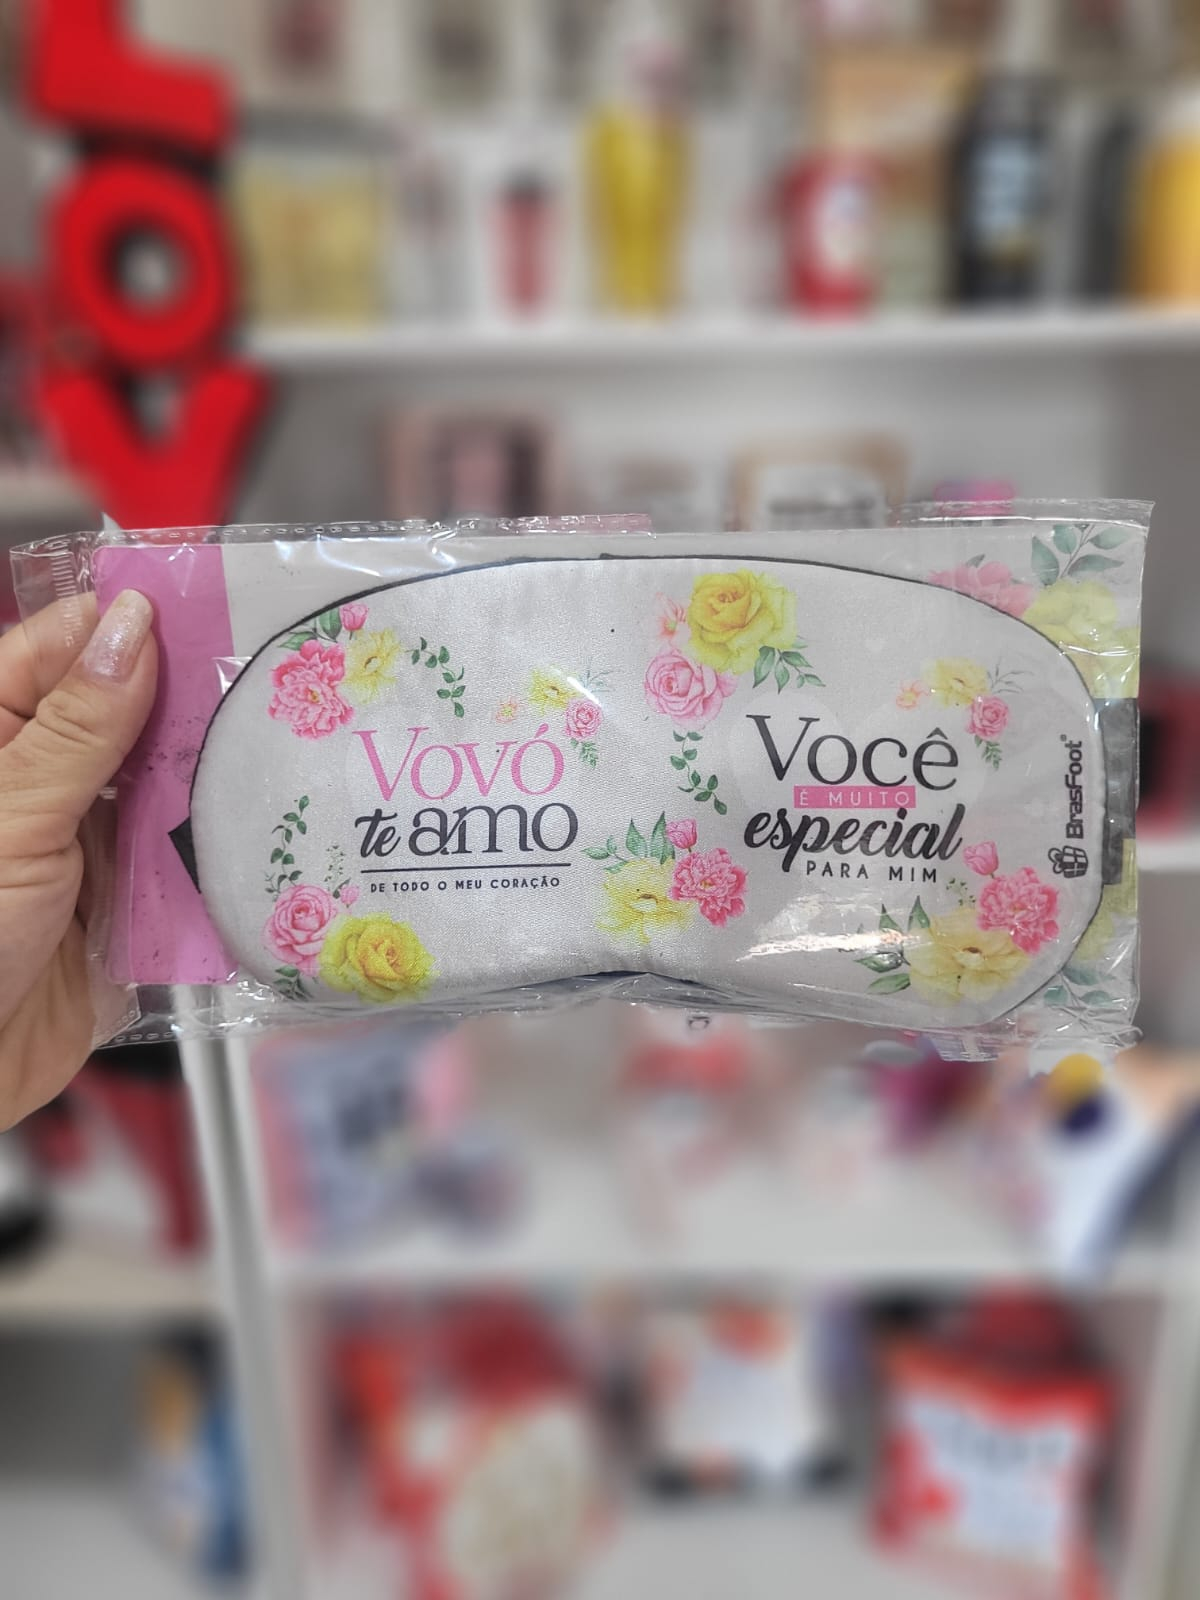 Vovó
te amo
DE TODO O MEU CORAÇÃO
Você
É MUITO
especial
PARA MIM
BrasFoot®